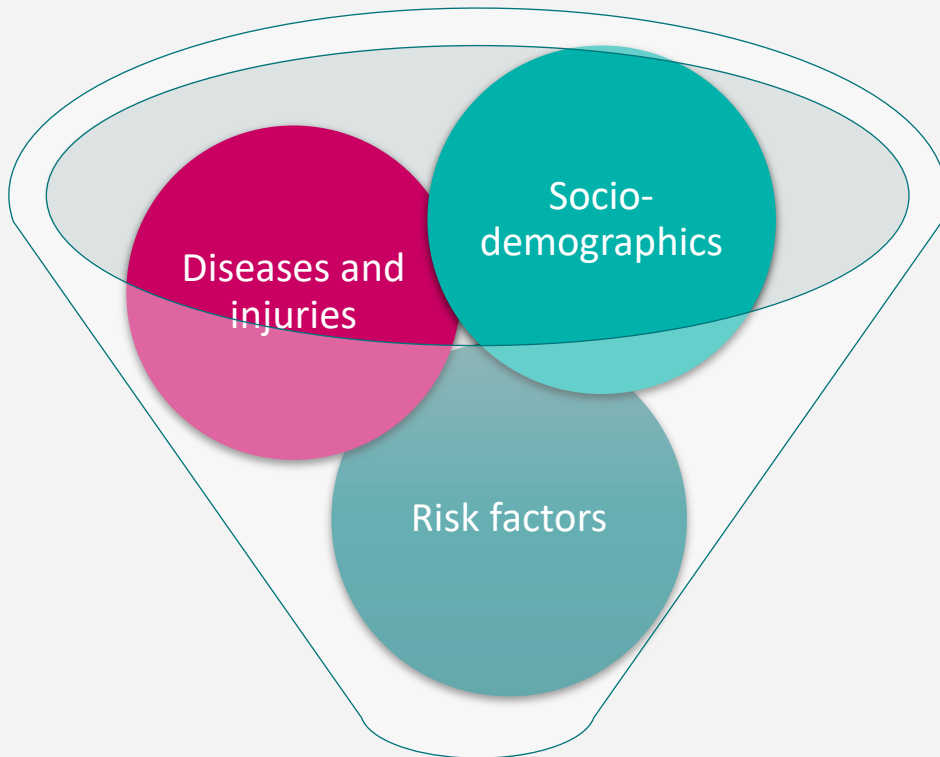 Socio-
demographics
Diseases and
injuries
Risk factors